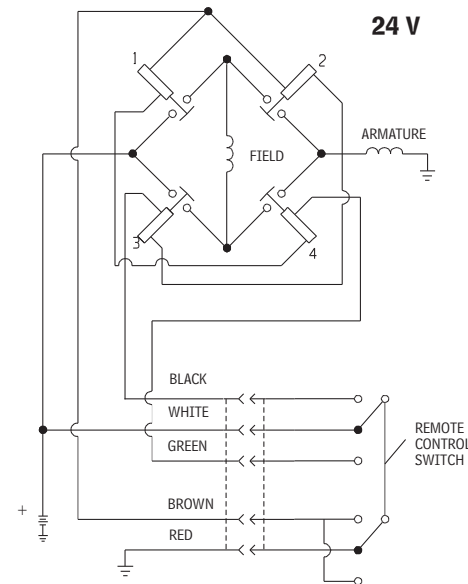 24 V
1
2
ARMATURE
FIELD
3
4
BLACK
WHITE
GREEN
REMOTE
CONTROL
SWITCH
BROWN
+
RED